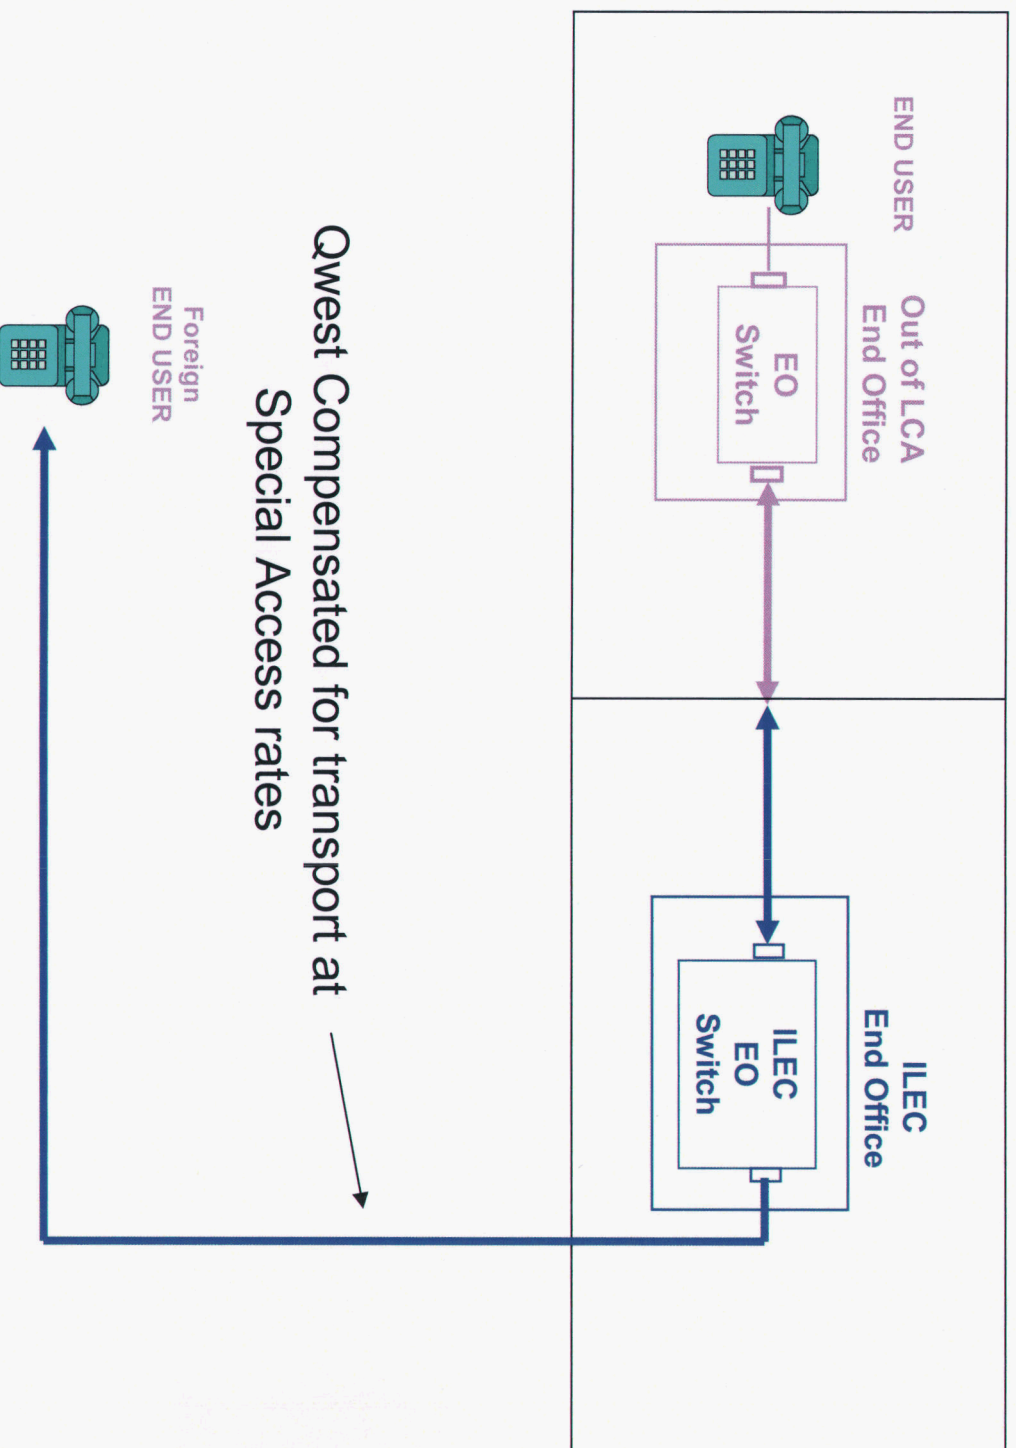 END USER
Out of LCA
End Office
EO
Switch
ILEC
End Office
ILEC
EO
Switch
Qwest Compensated for transport at
Special Access rates
Foreign
END USER